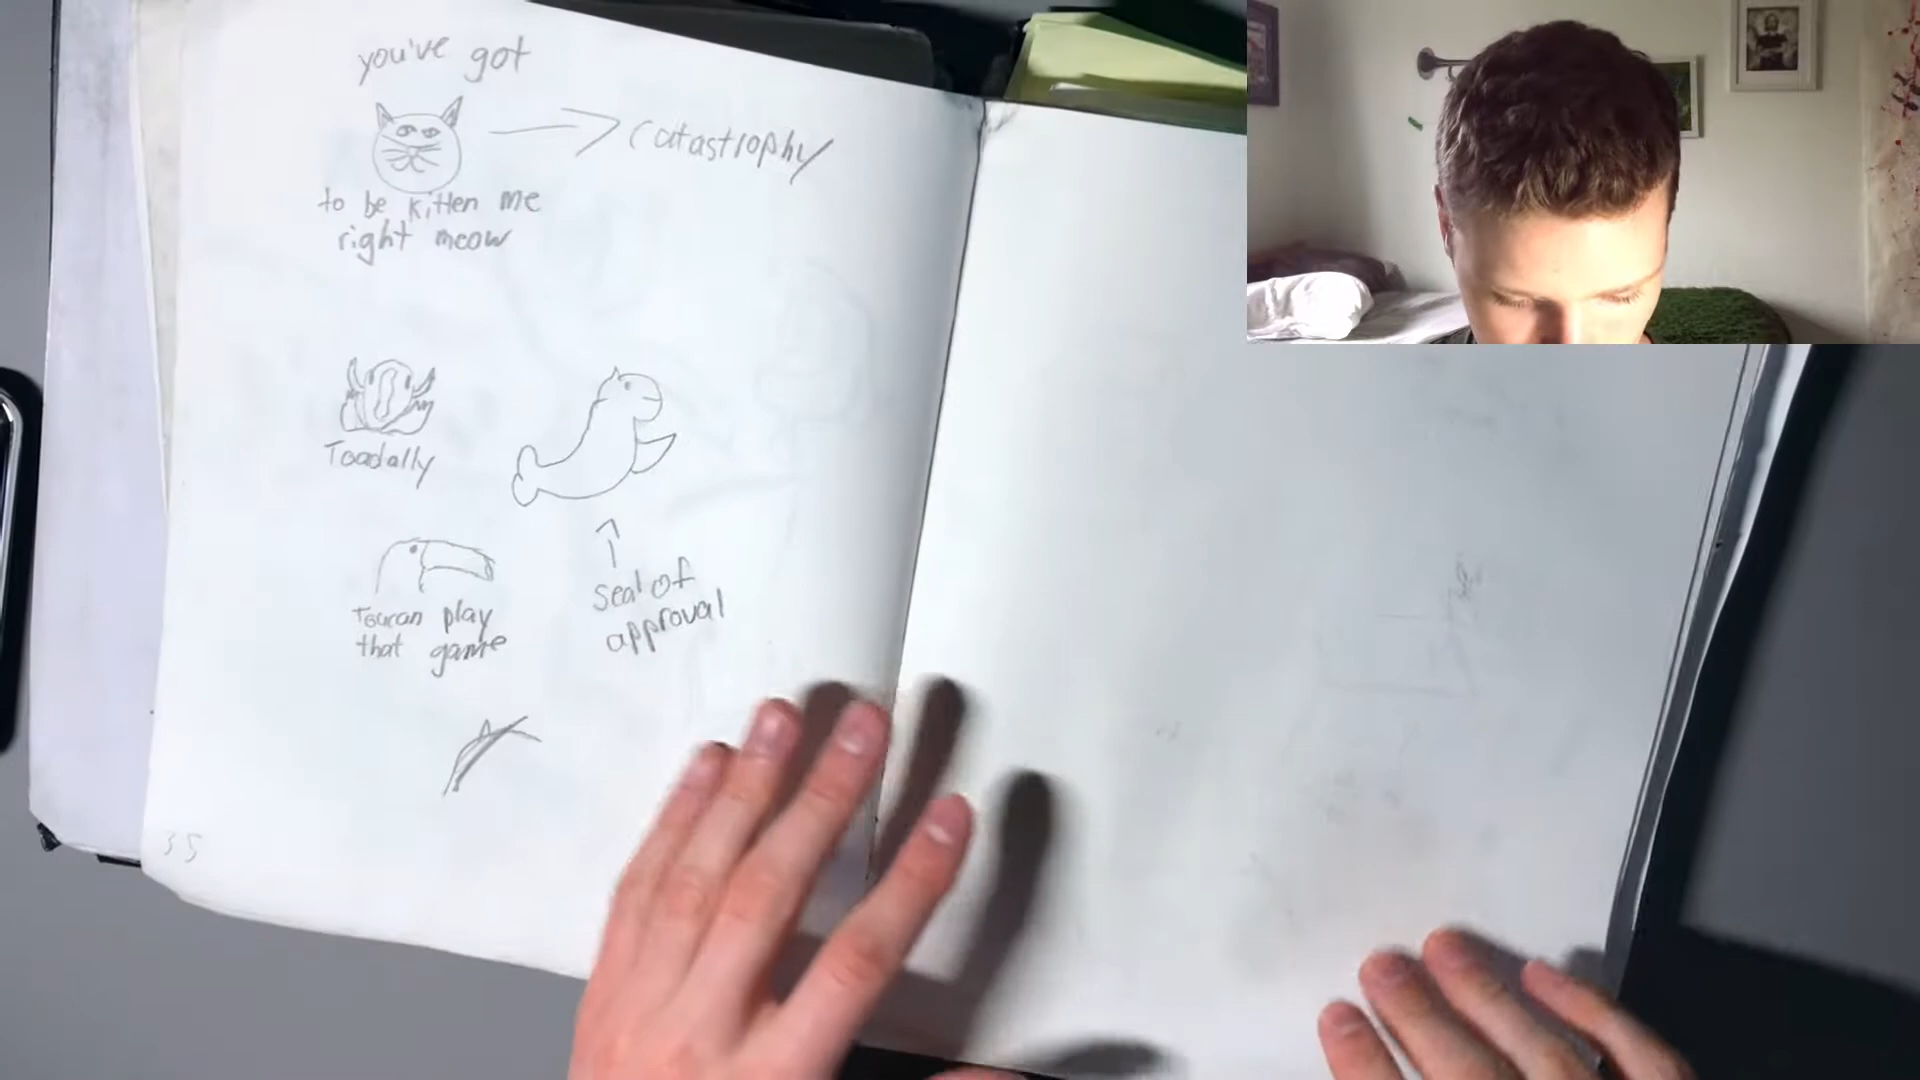 you've got
catastrophy
to be kitten me
right meow
Toadally
Toucan play
that game
seal of
approval
35